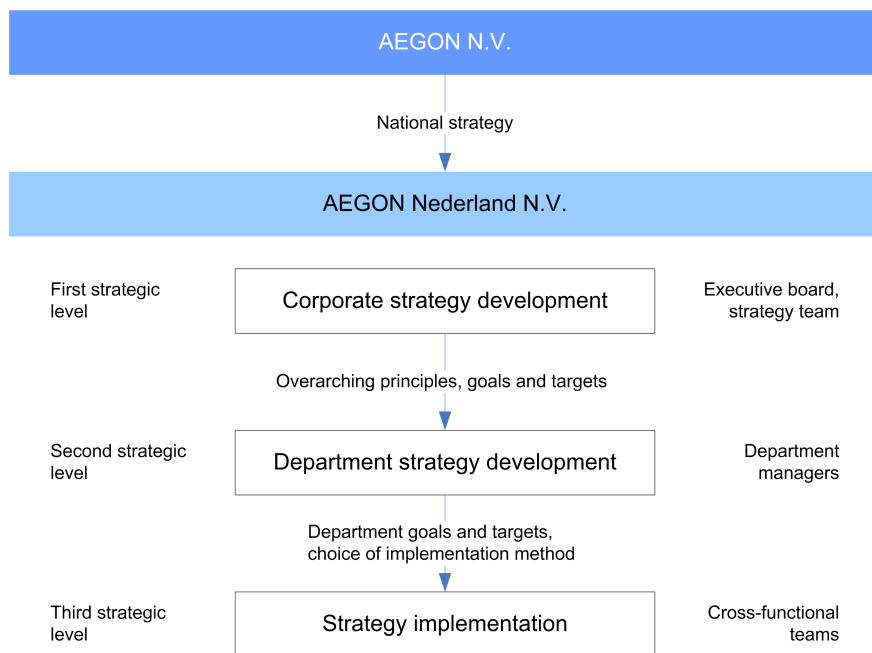 AEGON N.V.
National strategy
AEGON Nederland N.V.
First strategic
level
Corporate strategy development
Executive board,
strategy team
Overarching principles, goals and targets
Second strategic
level
Department strategy development
Department
managers
Department goals and targets,
choice of implementation method
Third strategic
level
Strategy implementation
Cross-functional
teams